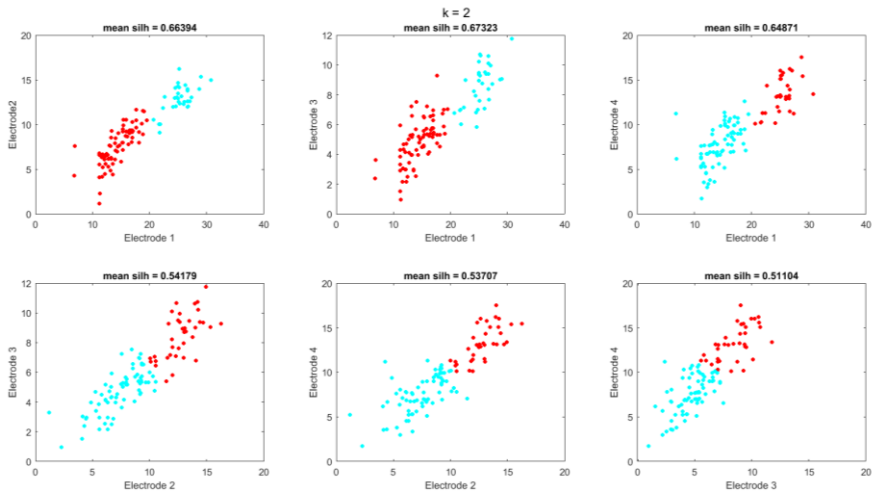 k = 2
mean silh = 0.66394
20
15
10
5
0
Electrode2
0 10 20 30 40
Electrode 1
mean silh = 0.67323
12
10
8
6
4
2
0
Electrode 3
0 10 20 30 40
Electrode 1
mean silh = 0.64871
20
15
10
5
0
Electrode 4
0 10 20 30 40
Electrode 1
mean silh = 0.54179
12
10
8
6
4
2
0
Electrode 3
0 5 10 15 20
Electrode 2
mean silh = 0.53707
20
15
10
5
0
Electrode 4
0 5 10 15 20
Electrode 2
mean silh = 0.51104
20
15
10
5
0
Electrode 4
0 5 10 15 20
Electrode 3